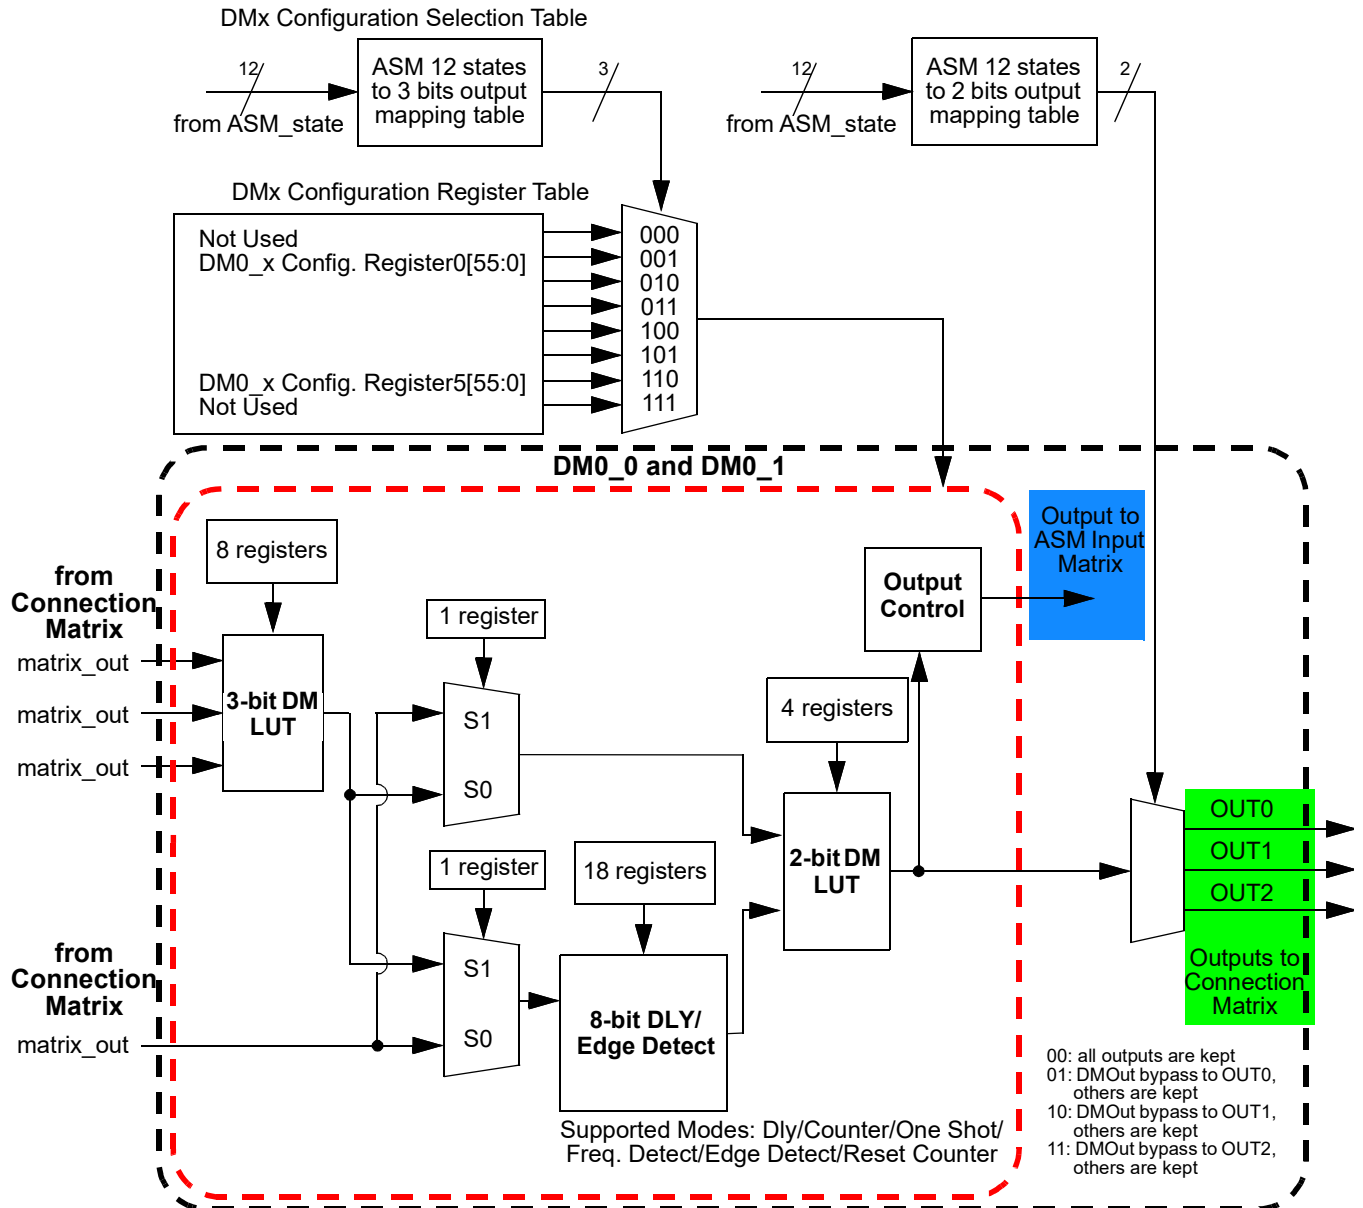 DMx Configuration Selection Table
12
ASM 12 states
to 3 bits output
mapping table
3
from ASM_state
12
ASM 12 states
to 2 bits output
mapping table
2
from ASM_state
DMx Configuration Register Table
Not Used
DM0_x Config. Register0[55:0]
DM0_x Config. Register5[55:0]
Not Used
000
001
010
011
100
101
110
111
DM0_0 and DM0_1
8 registers
from
Connection
Matrix
matrix_out
matrix_out
matrix_out
3-bit DM
LUT
1 register
S1
S0
Output
Control
Output to
ASM Input
Matrix
4 registers
2-bit DM
LUT
1 register
18 registers
S1
S0
8-bit DLY/
Edge Detect
from
Connection
Matrix
matrix_out
OUT0
OUT1
OUT2
Outputs to
Connection
Matrix
Supported Modes: Dly/Counter/One Shot/
Freq. Detect/Edge Detect/Reset Counter
00: all outputs are kept
01: DMOut bypass to OUT0,
others are kept
10: DMOut bypass to OUT1,
others are kept
11: DMOut bypass to OUT2,
others are kept